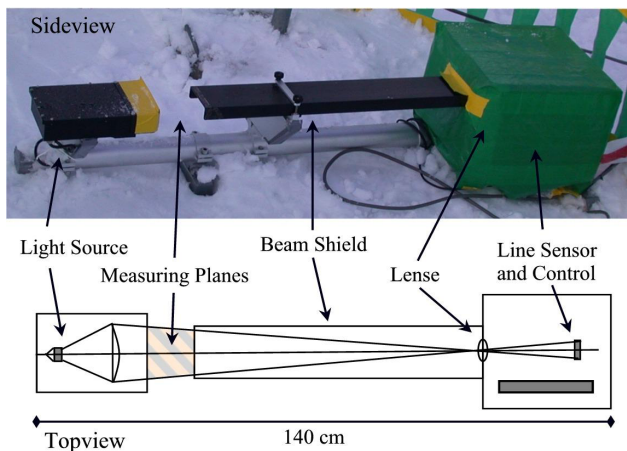 Sideview
Light Source
Measuring Planes
Beam Shield
Lense
Line Sensor
and Control
Topview
140 cm